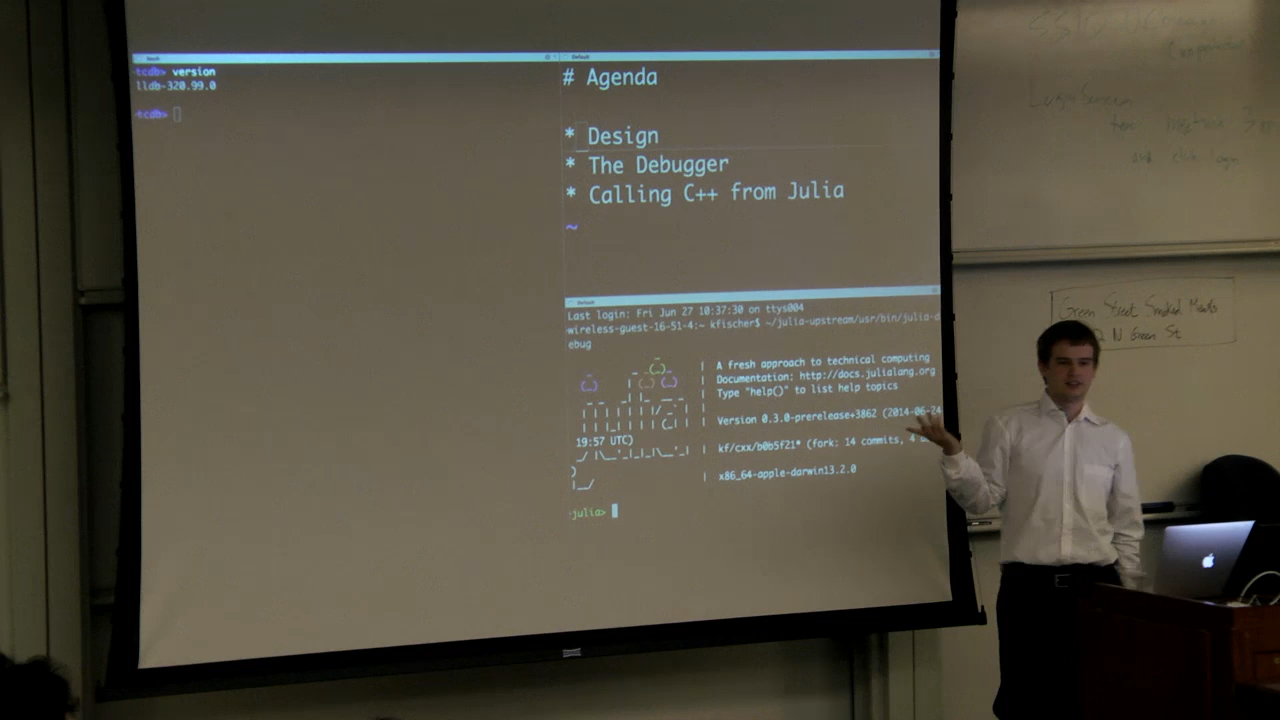 bash
tcdb> version
lldb-320.99.0
tcdb>
Default
# Agenda
* Design
* The Debugger
* Calling C++ from Julia
~
Default
Last login: Fri Jun 27 10:37:30 on ttys004
wireless-guest-16-51-4:~ kfischer$ ~/julia-upstream/usr/bin/julia-d
ebug
| A fresh approach to technical computing
| Documentation: http://docs.julialang.org
| Type "help()" to list help topics
|
| Version 0.3.0-prerelease+3862 (2014-06-24
19:57 UTC)
| kf/cxx/b0b5f21* (fork: 14 commits, 4
)
| x86_64-apple-darwin13.2.0
julia>
Green Street Smoked Meats
N Green St